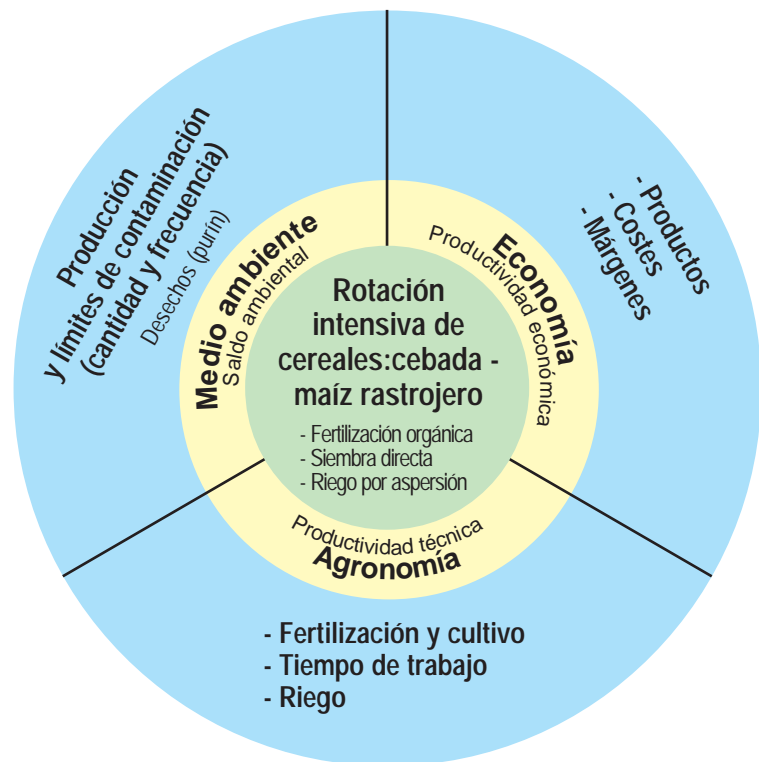 Producción
y límites de contaminación
(cantidad y frecuencia)
Desechos (purín)
Medio ambiente
Saldo ambiental
Economía
Productividad económica
- Productos
- Costes
- Márgenes
Rotación
intensiva de
cereales:cebada -
maíz rastrojero
- Fertilización orgánica
- Siembra directa
- Riego por aspersión
Productividad técnica
Agronomía
- Fertilización y cultivo
- Tiempo de trabajo
- Riego